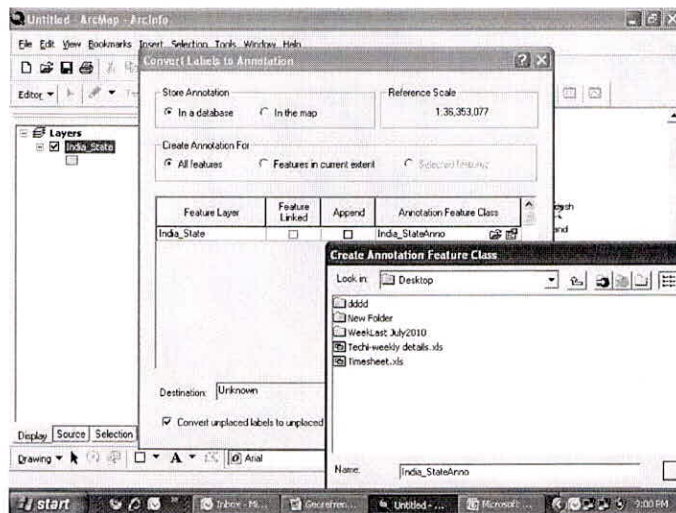 Untitled - ArcMap - ArcInfo
File Edit View Bookmarks Insert Selection Tools Window Help
Convert Labels to Annotation
Editor
Store Annotation
In a database In the map
Reference Scale
1:36,353,077
Create Annotation For
All features Features in current extent Selected features
Layers
India_State
Feature Layer Feature Linked Append Annotation Feature Class
India_State India_StateAnno
Create Annotation Feature Class
Look in: Desktop
dddd
New Folder
WeekLast July2010
Techi-weekly details.xls
Timesheet.xls
Destination: Unknown
Convert unplaced labels to unplaced
Display Source Selection
Drawing A Arial
Name: India_StateAnno
start Inbox - Mi... Georefren... Untitled - ... Microsoft ... 9:00 PM